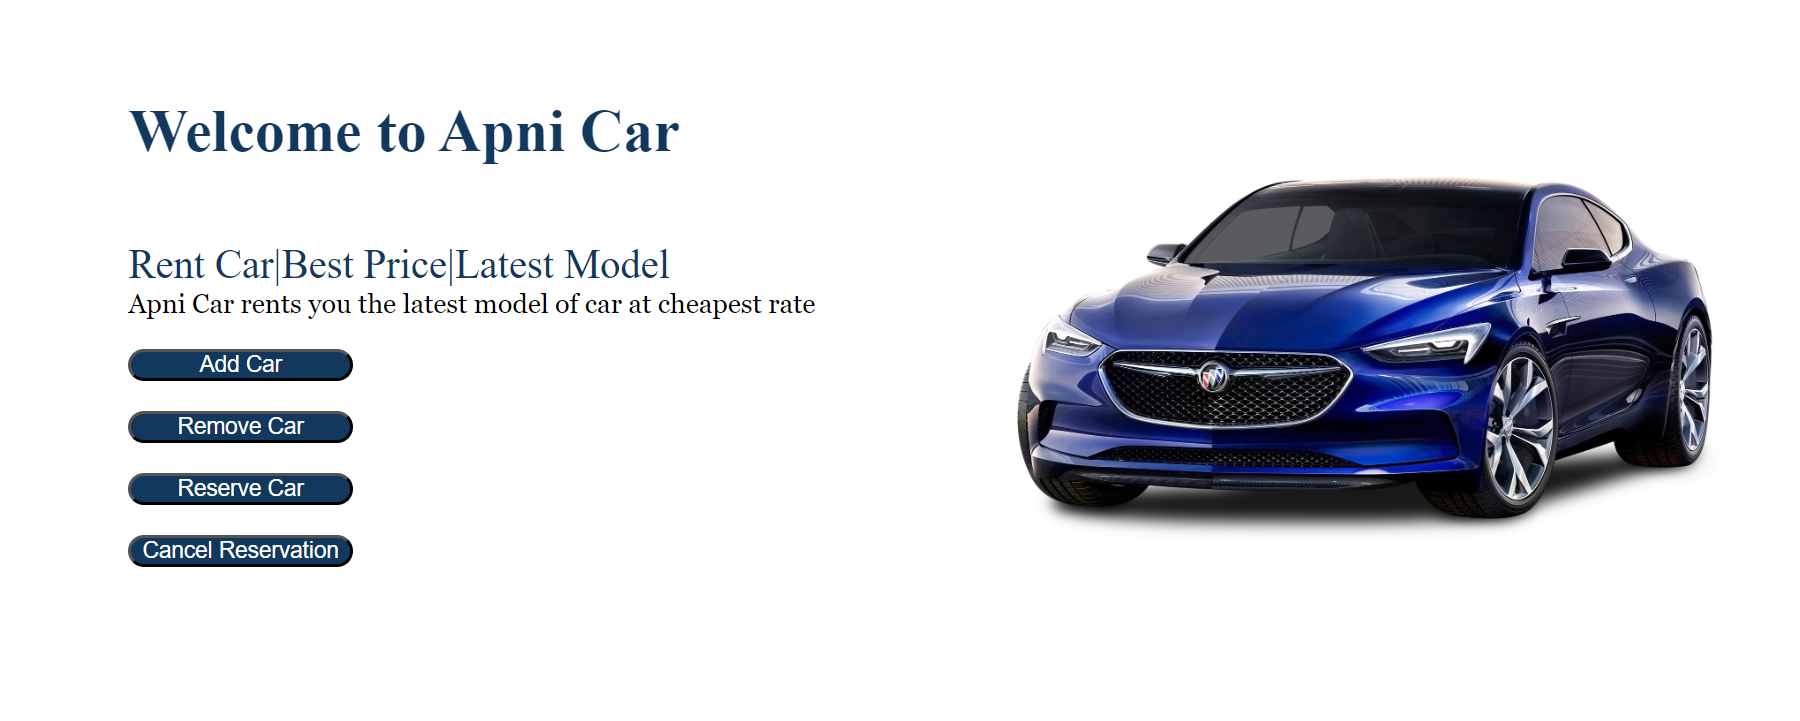 Welcome to Apni Car
Rent Car|Best Price|Latest Model
Apni Car rents you the latest model of car at cheapest rate
Add Car
Remove Car
Reserve Car
Cancel Reservation